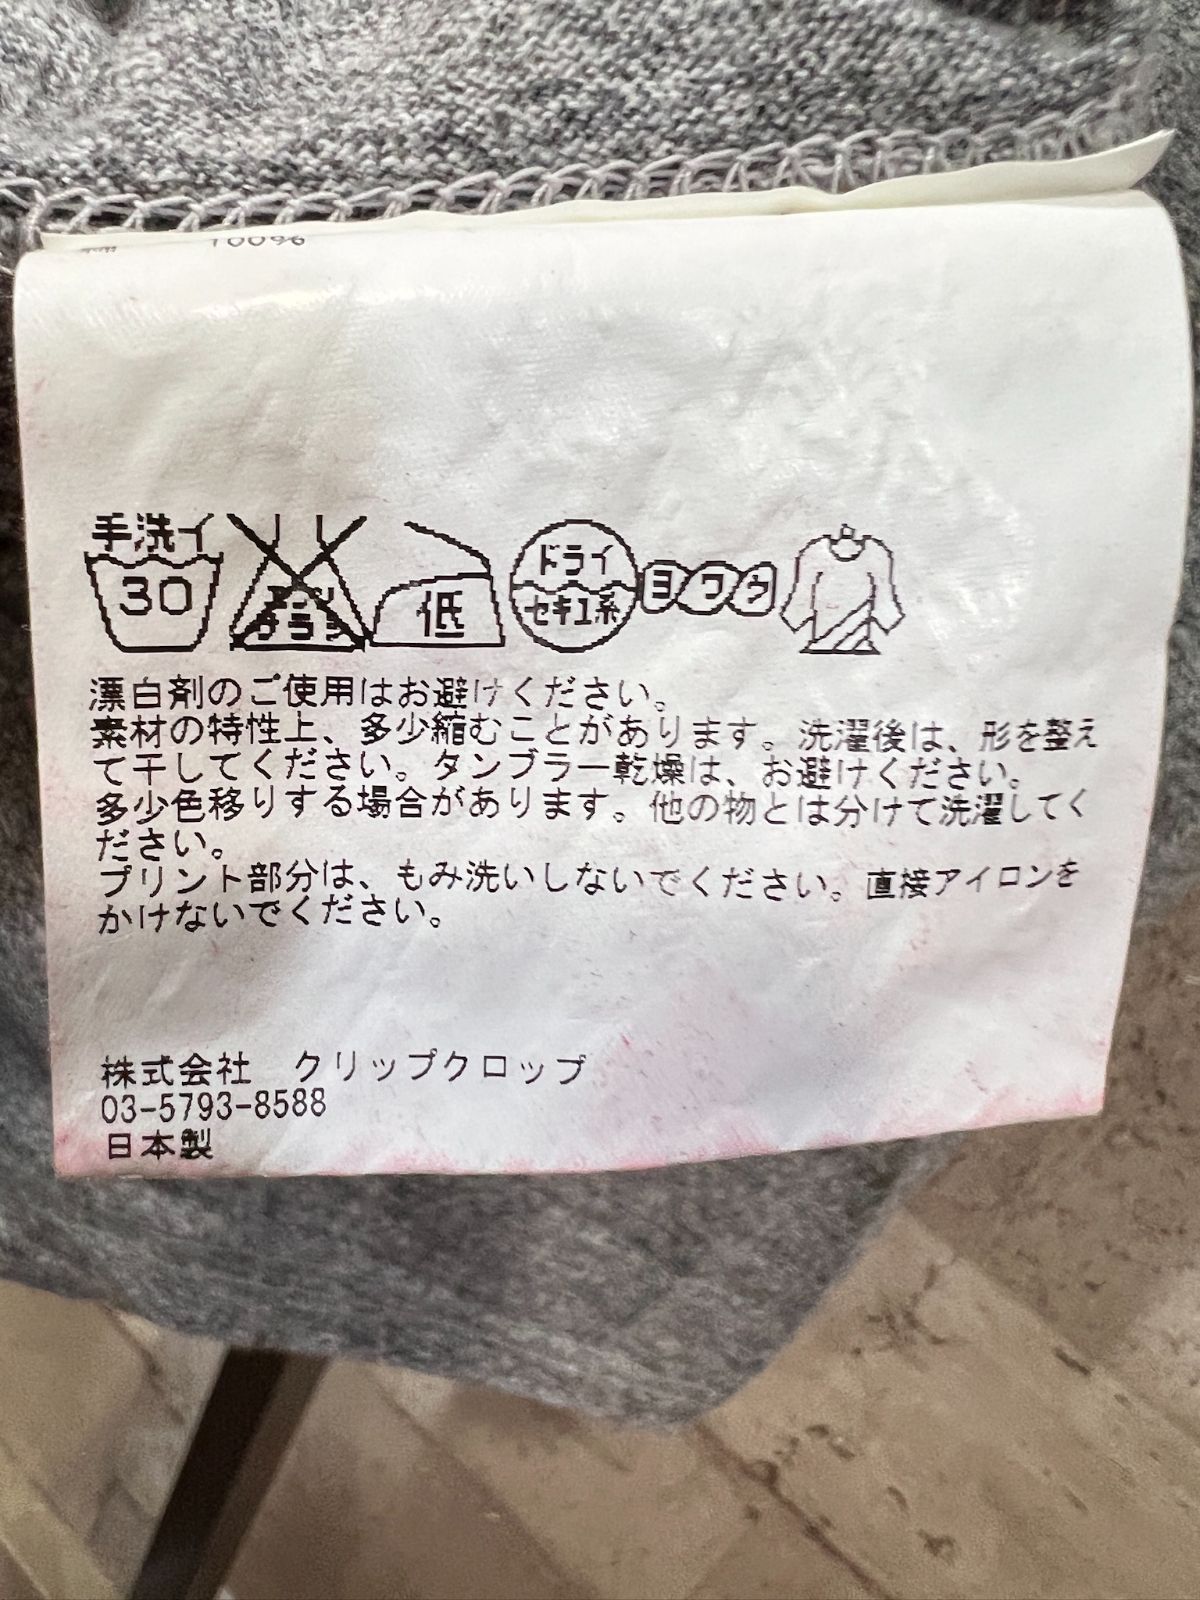 100%
手洗イ
30
エンソ
サラシ
低
ドライ
セキユ系
ヨワク
漂白剤のご使用はお避けください。
素材の特性上、多少縮むことがあります。洗濯後は、形を整え
て干してください。タンブラー乾燥は、お避けください。
多少色移りする場合があります。他の物とは分けて洗濯してく
ださい。
プリント部分は、もみ洗いしないでください。直接アイロンを
かけないでください。
株式会社 クリップクロップ
03-5793-8588
日本製